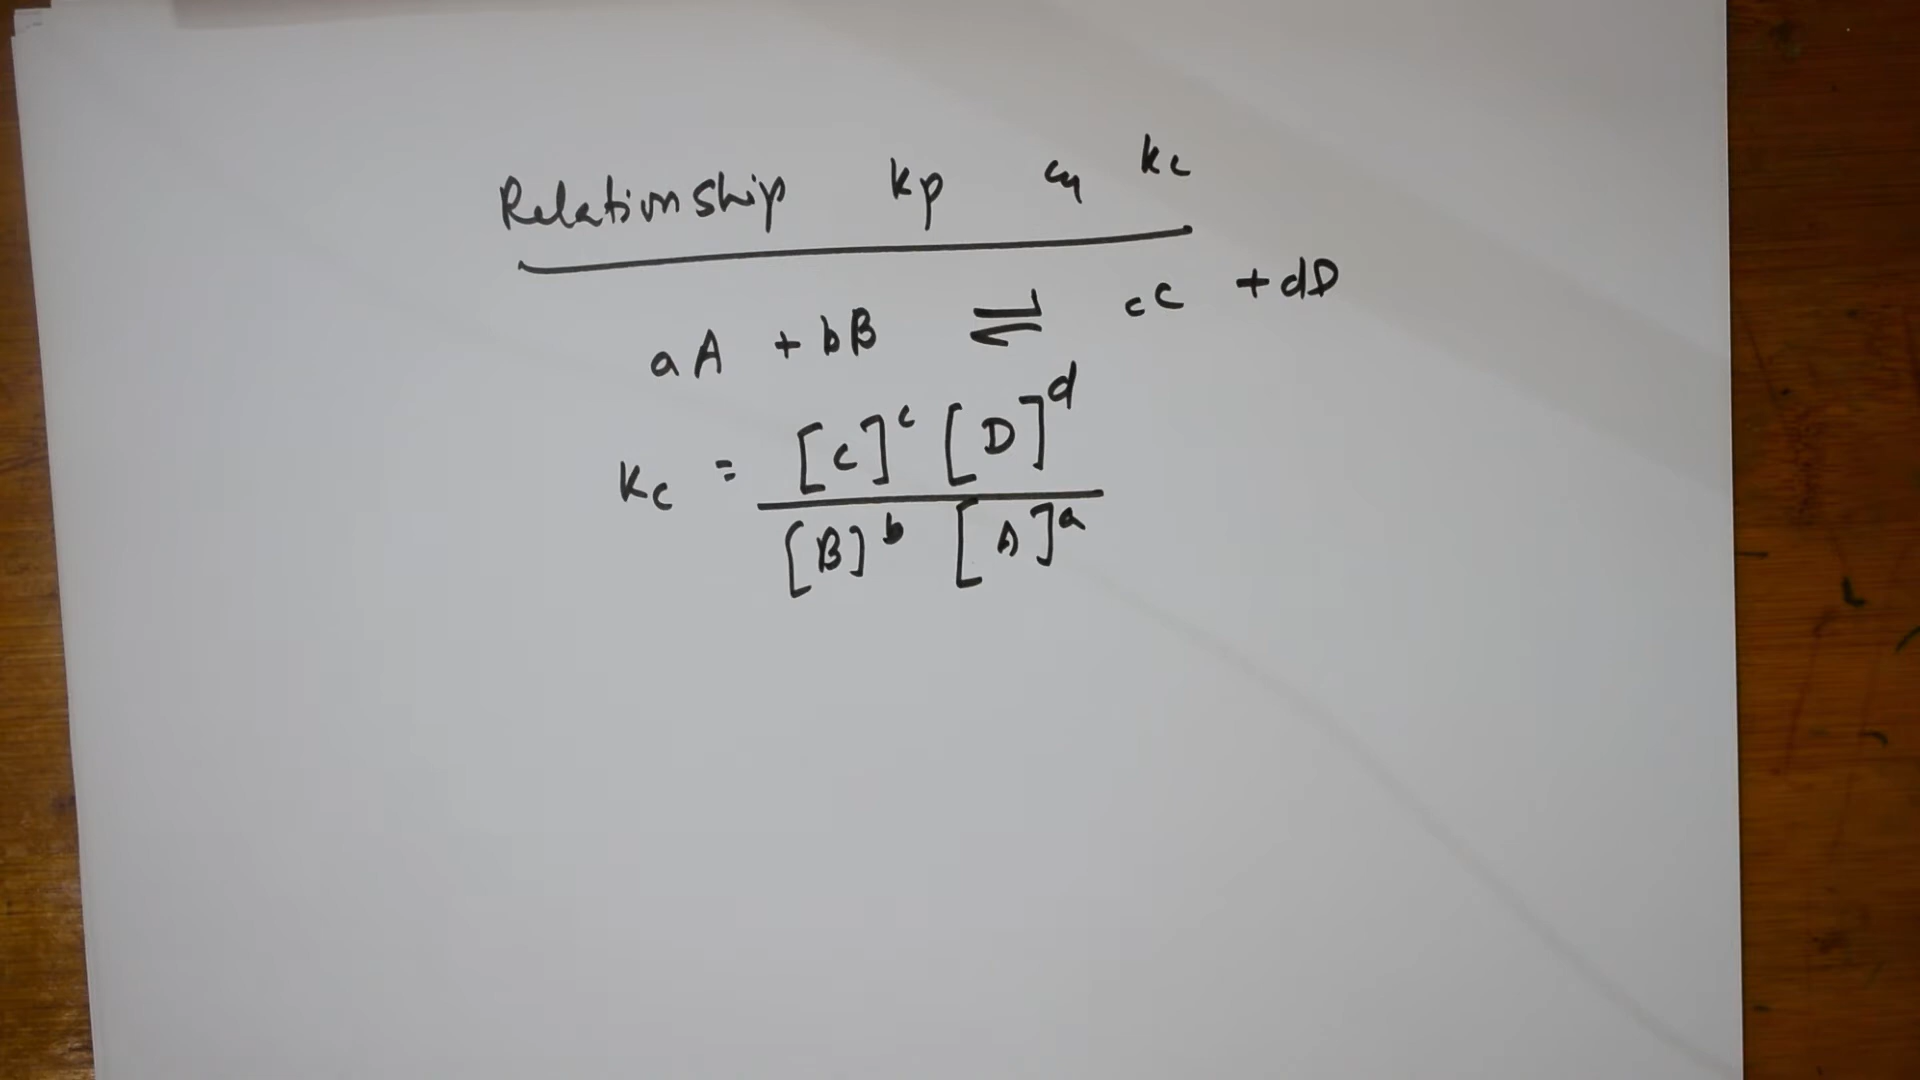 Relationship kp kc
aA + bB ⇌ cC + dD
kc = [C]^c [D]^d
[B]^b [A]^a